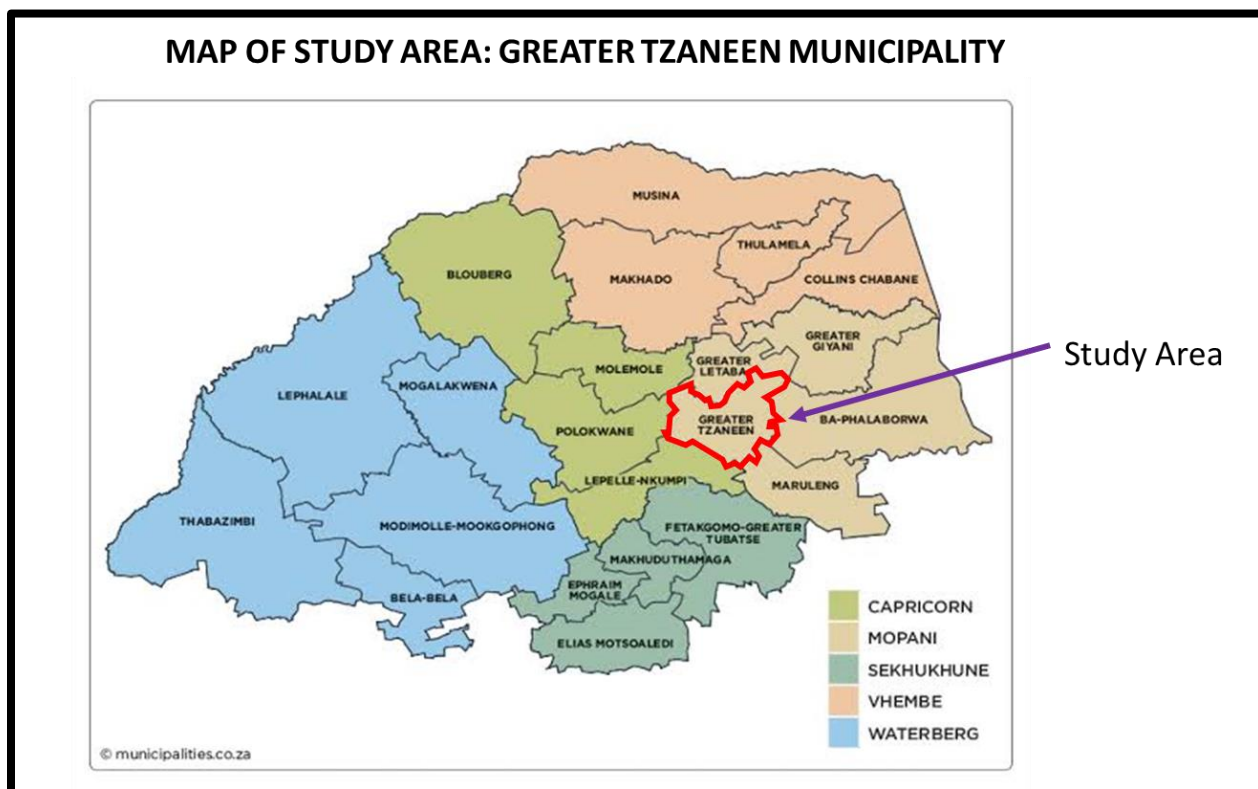 MAP OF STUDY AREA: GREATER TZANEEN MUNICIPALITY
MUSINA
THULAMELA
BLOUBERG
MAKHADO
COLLINS CHABANE
GREATER
GIYANI
MOLEMOLE
GREATER
LETABA
Study Area
LEPHALALE
MOGALAKWENA
POLOKWANE
GREATER
TZANEEN
BA-PHALABORWA
LEPELLE-NKUMPI
MARULENG
THABAZIMBI
MODIMOLLE-MOOKGOPHONG
FETAKGOMO-GREATER
TUBATSE
MAKHUDUTHAMAGA
EPHRAIM
MOGALE
BELA-BELA
ELIAS MOTSOALEDI
CAPRICORN
MOPANI
SEKHUKHUNE
VHEMBE
WATERBERG
© municipalities.co.za